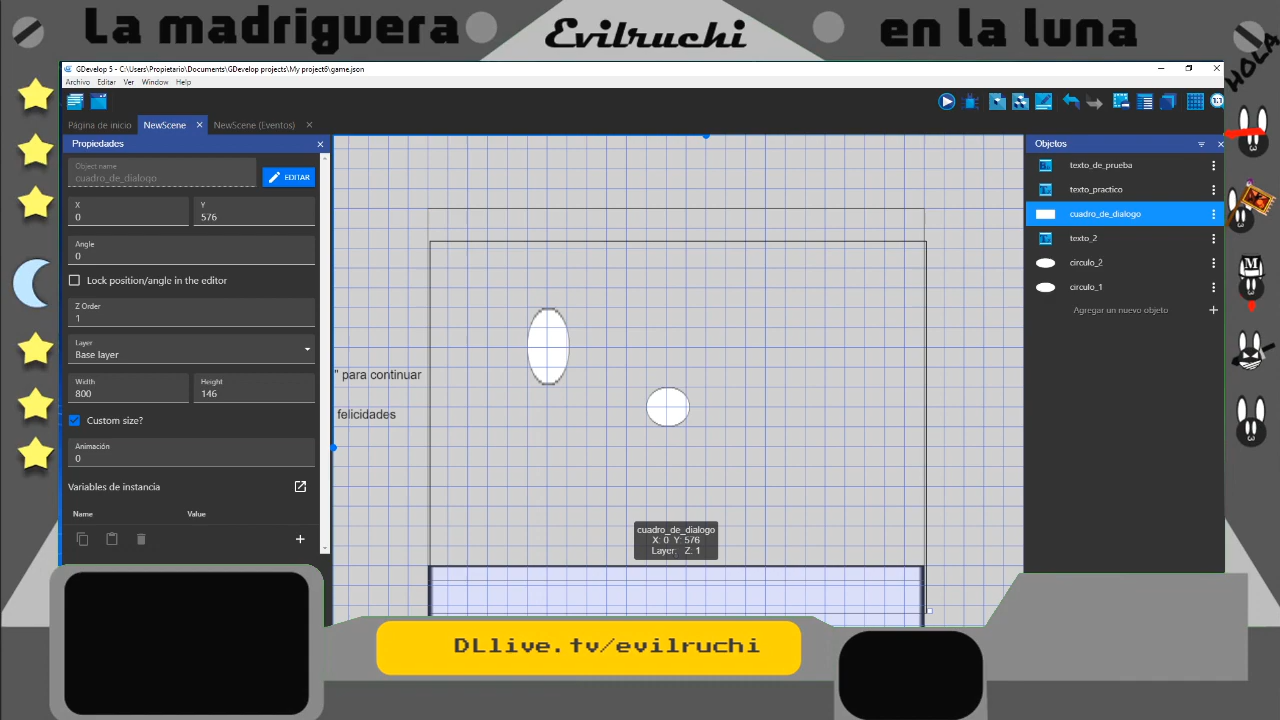 La madriguera
Evilruchi
en la luna
HOLA
GDevelop 5 - C:\Users\Propietario\Documents\GDevelop projects\My project6\game.json
Archivo Editar Ver Window Help
Página de inicio NewScene NewScene (Eventos)
Propiedades
Object name
cuadro_de_dialogo
EDITAR
X
0
Y
576
Angle
0
Lock position/angle in the editor
Z Order
1
Layer
Base layer
Width
800
Height
146
Custom size?
Animación
0
Variables de instancia
Name Value
" para continuar
felicidades
cuadro_de_dialogo
X: 0 Y: 576
Layer: Z: 1
1:1
Objetos
texto_de_prueba
texto_practico
cuadro_de_dialogo
texto_2
circulo_2
circulo_1
Agregar un nuevo objeto
M
DLlive.tv/evilruchi